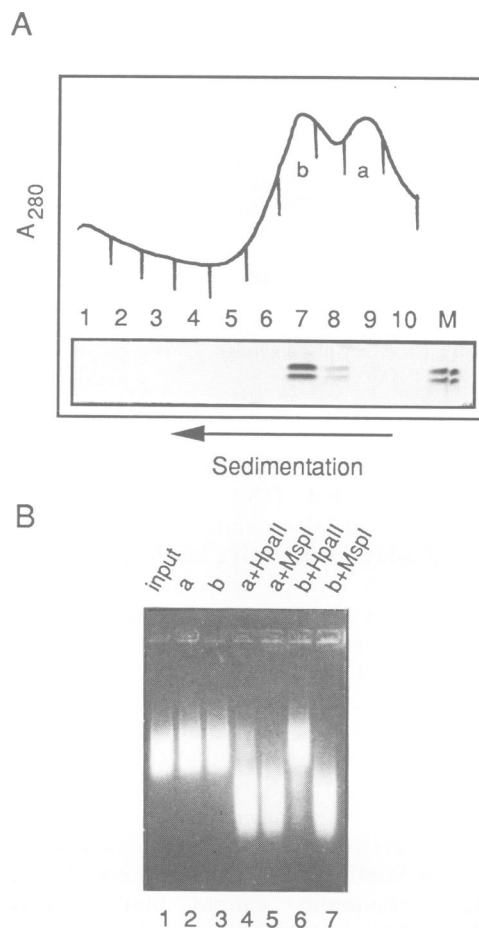 A
A280
b
a
1 2 3 4 5 6 7 8 9 10 M
Sedimentation
B
input
a
b
a+HpaII
a+MspI
b+HpaII
b+MspI
1 2 3 4 5 6 7